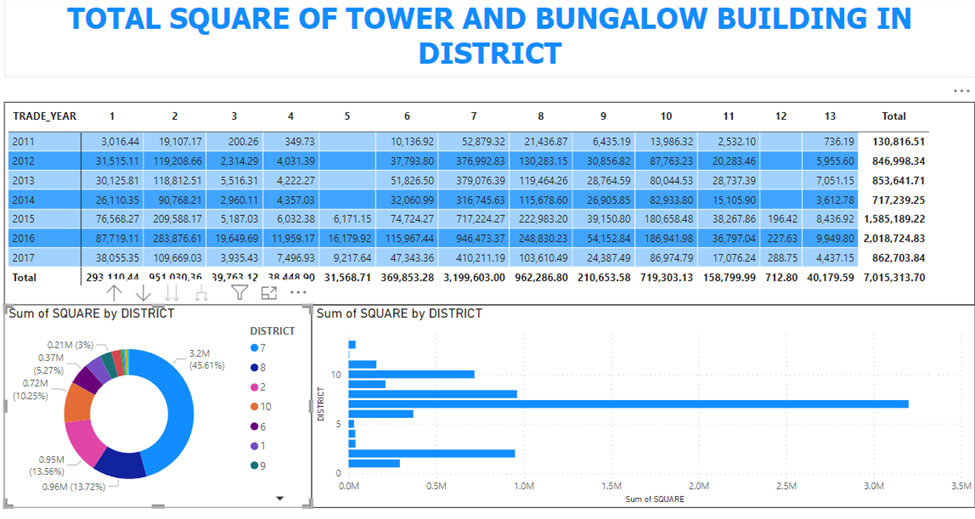 TOTAL SQUARE OF TOWER AND BUNGALOW BUILDING IN
DISTRICT
TRADE_YEAR 1 2 3 4 5 6 7 8 9 10 11 12 13 Total
2011 3,016.44 19,107.17 200.26 349.73 10,136.92 52,879.32 21,436.87 6,435.19 13,986.32 2,532.10 736.19 130,816.51
2012 31,515.11 119,208.66 2,314.29 4,031.39 37,793.80 376,992.83 130,283.15 30,856.82 87,763.23 20,283.46 5,955.60 846,998.34
2013 30,125.81 118,812.51 5,516.31 4,222.27 51,826.50 379,076.39 119,464.26 28,764.59 80,044.53 28,737.39 7,051.15 853,641.71
2014 26,110.35 90,768.21 2,960.11 4,357.03 32,060.99 316,745.63 115,678.60 26,905.85 82,933.80 15,105.90 3,612.78 717,239.25
2015 76,568.27 209,588.17 5,187.03 6,032.38 6,171.15 74,724.27 717,224.27 222,983.20 39,150.80 180,658.48 38,267.86 196.42 8,436.92 1,585,189.22
2016 87,719.11 283,876.61 19,649.69 11,959.17 16,179.92 115,967.44 946,473.37 248,830.23 54,152.84 186,941.98 36,797.04 227.63 9,949.80 2,018,724.83
2017 38,055.35 109,669.03 3,935.43 7,496.93 9,217.64 47,343.36 410,211.19 103,610.49 24,387.49 86,974.79 17,076.24 288.75 4,437.15 862,703.84
Total 293,110.44 951,030.36 39,763.12 38,448.90 31,568.71 369,853.28 3,199,603.00 962,286.80 210,653.58 719,303.13 158,799.99 712.80 40,179.59 7,015,313.70
Sum of SQUARE by DISTRICT
3.2M
(45.61%)
0.96M (13.72%)
0.95M
(13.56%)
0.72M
(10.25%)
0.37M
(5.27%)
0.21M (3%)
DISTRICT
7
8
2
10
6
1
9
Sum of SQUARE by DISTRICT
DISTRICT
10
5
0
0.0M 0.5M 1.0M 1.5M 2.0M 2.5M 3.0M 3.5M
Sum of SQUARE